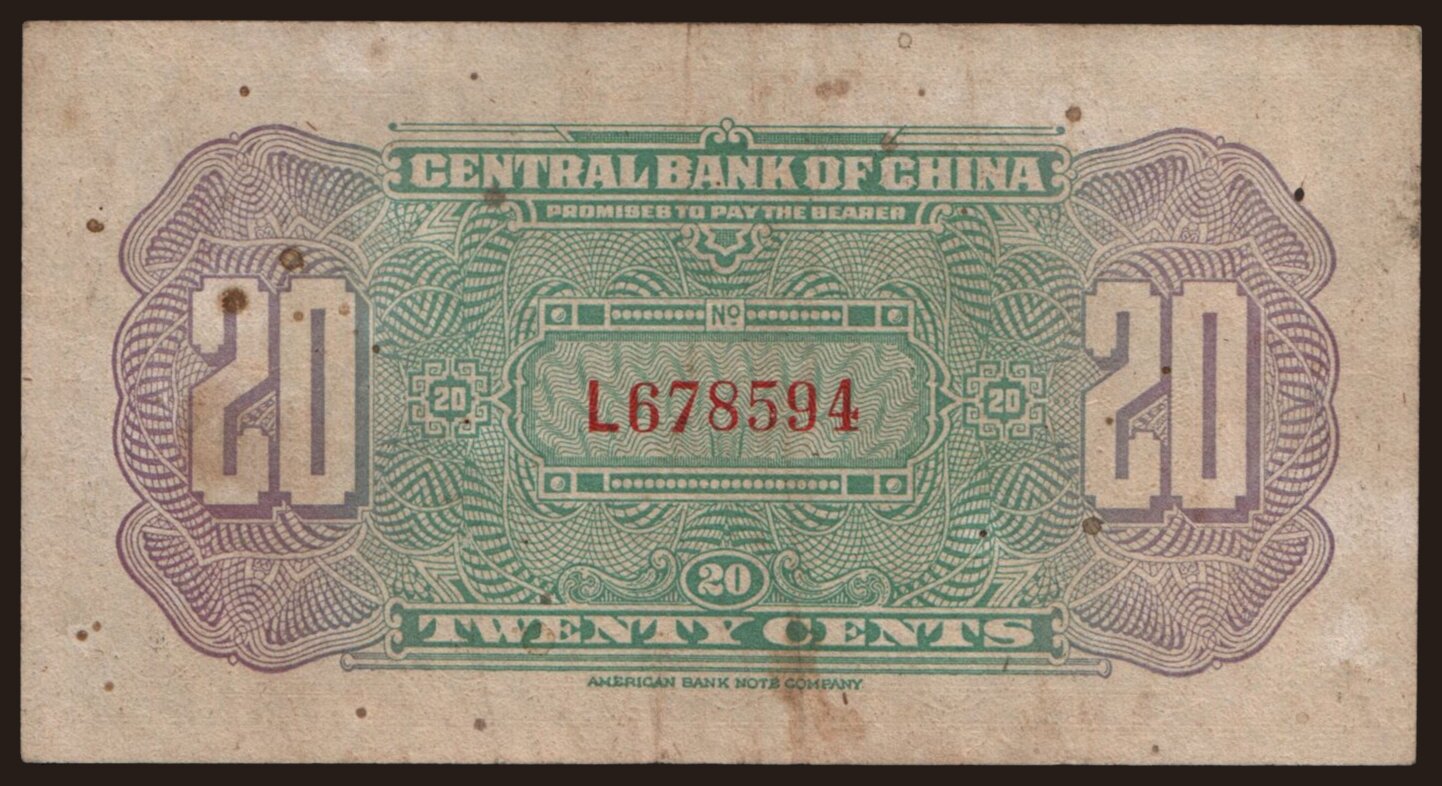 CENTRAL BANK OF CHINA
PROMISES TO PAY THE BEARER
20 20
Nº
20 L678594 20
20
TWENTY CENTS
AMERICAN BANK NOTE COMPANY